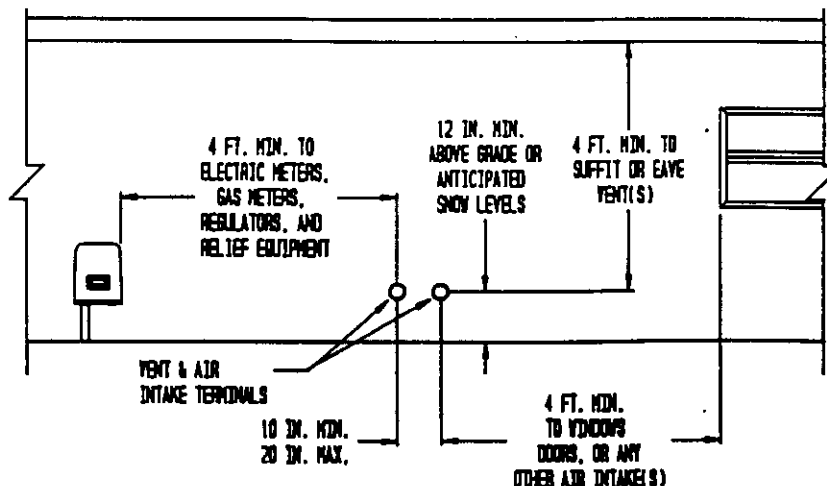 4 FT. MIN. TO
ELECTRIC METERS,
GAS METERS,
REGULATORS, AND
RELIEF EQUIPMENT
12 IN. MIN.
ABOVE GRADE OR
ANTICIPATED
SNOW LEVELS
4 FT. MIN. TO
SUFFIT OR EAVE
VENT(S)
VENT & AIR
INTAKE TERMINALS
10 IN. MIN.
20 IN. MAX.
4 FT. MIN.
TO WINDOWS
DOORS, OR ANY
OTHER AIR INTAKE(S)